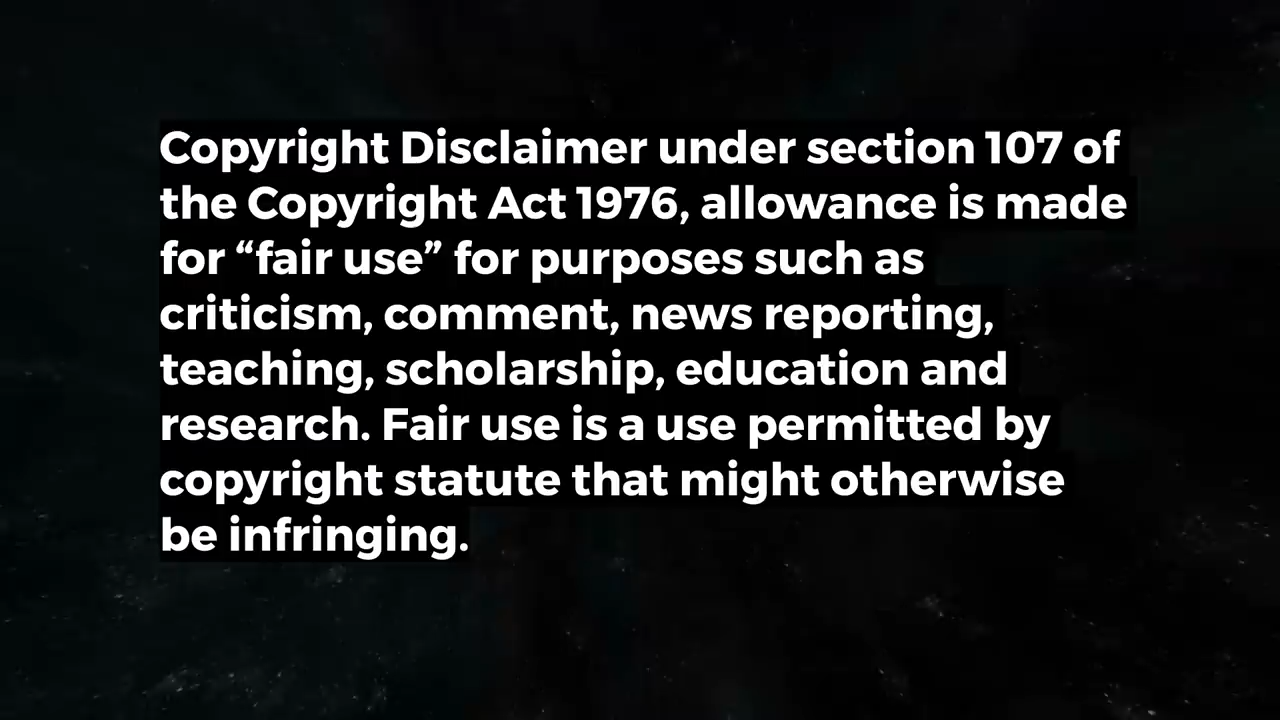 Copyright Disclaimer under section 107 of
the Copyright Act 1976, allowance is made
for “fair use” for purposes such as
criticism, comment, news reporting,
teaching, scholarship, education and
research. Fair use is a use permitted by
copyright statute that might otherwise
be infringing.